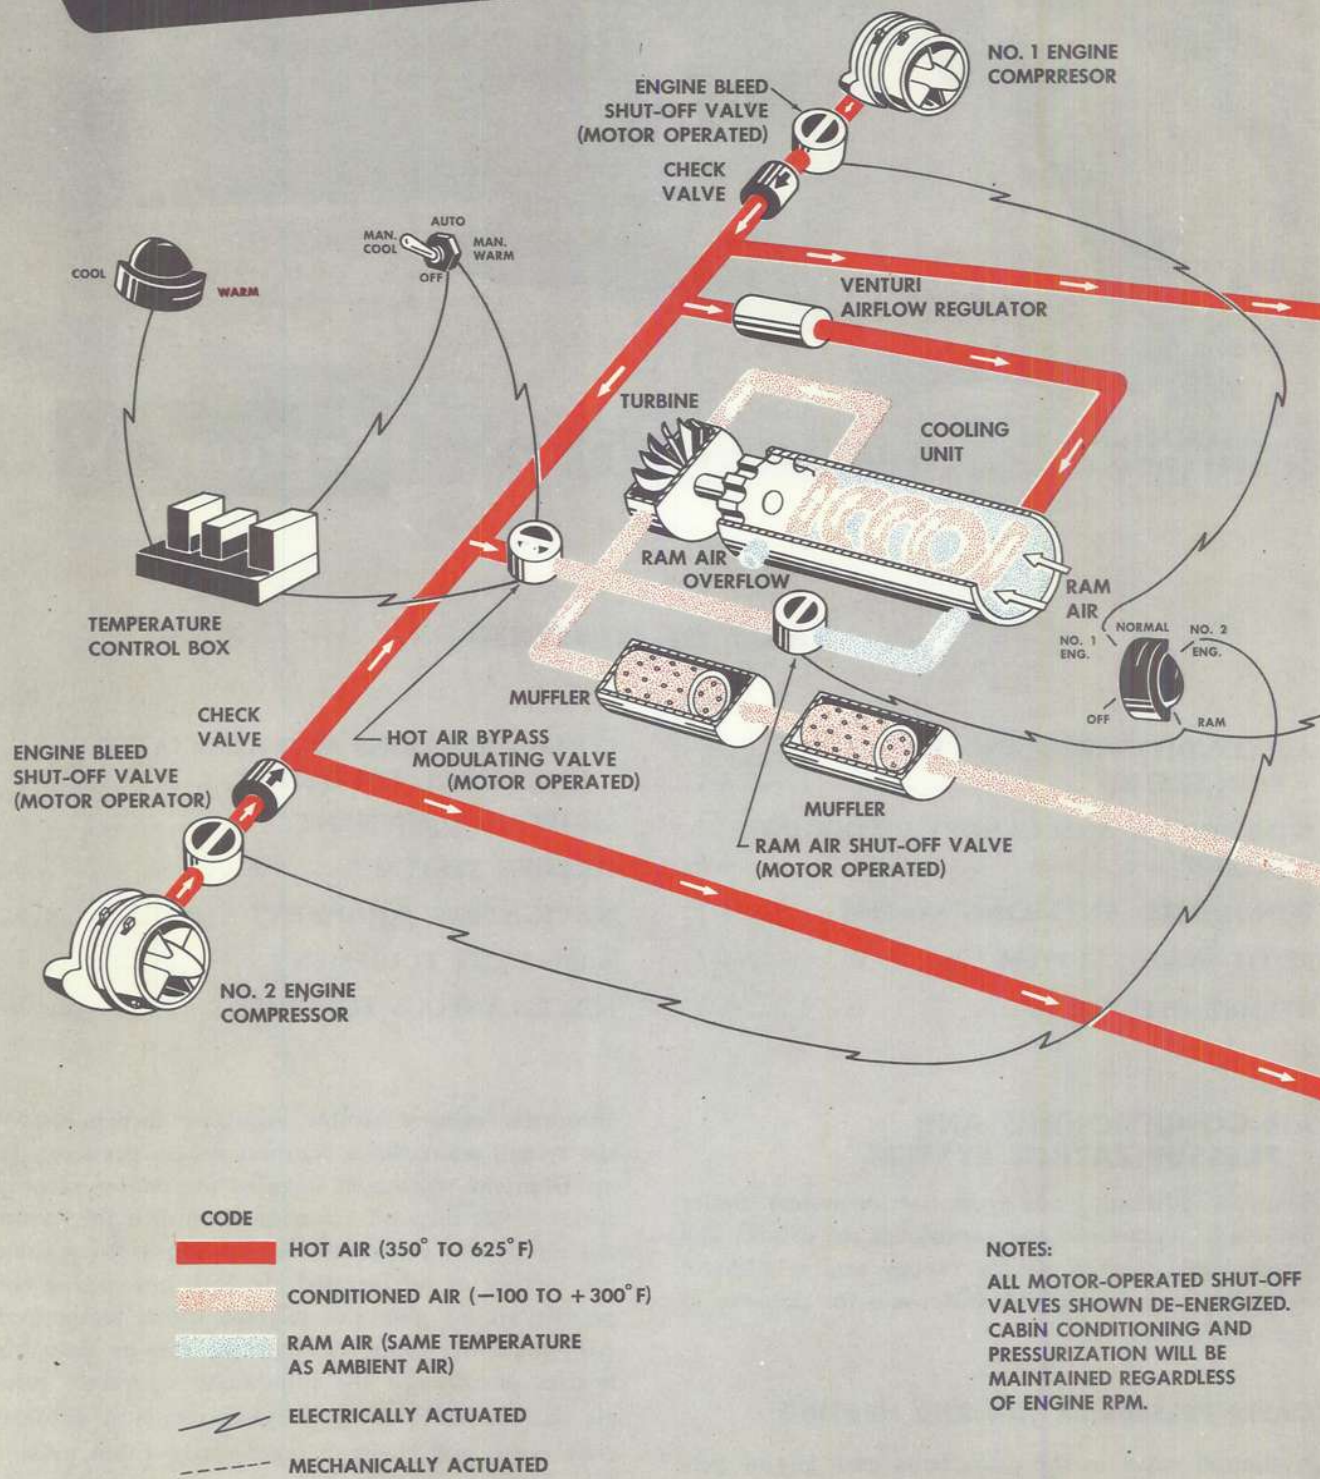 NO. 1 ENGINE
COMPRRESOR
ENGINE BLEED
SHUT-OFF VALVE
(MOTOR OPERATED)
CHECK
VALVE
AUTO
MAN.
COOL
MAN.
WARM
OFF
COOL
WARM
VENTURI
AIRFLOW REGULATOR
TURBINE
COOLING
UNIT
RAM AIR
OVERFLOW
RAM
AIR
TEMPERATURE
CONTROL BOX
NORMAL
NO. 1
ENG.
NO. 2
ENG.
OFF
RAM
MUFFLER
CHECK
VALVE
HOT AIR BYPASS
MODULATING VALVE
(MOTOR OPERATED)
ENGINE BLEED
SHUT-OFF VALVE
(MOTOR OPERATOR)
MUFFLER
RAM AIR SHUT-OFF VALVE
(MOTOR OPERATED)
NO. 2 ENGINE
COMPRESSOR
CODE
HOT AIR (350° TO 625°F)
CONDITIONED AIR (—100 TO +300°F)
RAM AIR (SAME TEMPERATURE
AS AMBIENT AIR)
ELECTRICALLY ACTUATED
MECHANICALLY ACTUATED
NOTES:
ALL MOTOR-OPERATED SHUT-OFF
VALVES SHOWN DE-ENERGIZED.
CABIN CONDITIONING AND
PRESSURIZATION WILL BE
MAINTAINED REGARDLESS
OF ENGINE RPM.